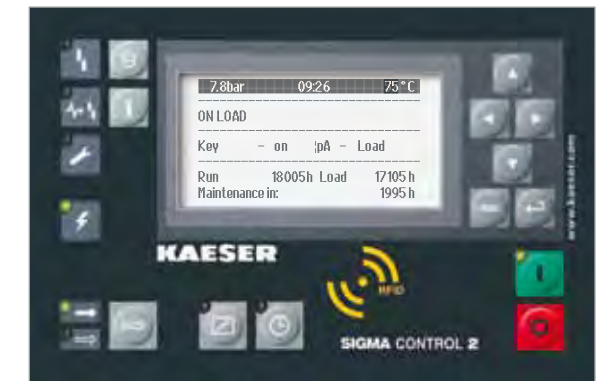 7.8bar 09:26 75°C
ON LOAD
Key - on ¦pA - Load
Run 18005h Load 17105h
Maintenance in: 1995h
www.kaeser.com
KAESER
RFID
SIGMA CONTROL 2